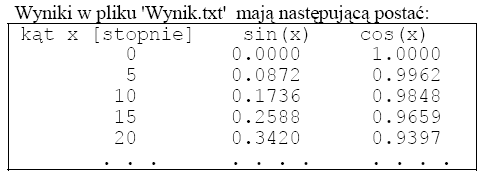 Wyniki w pliku 'Wynik.txt' mają następującą postać:
kąt x [stopnie] sin(x) cos(x)
0 0.0000 1.0000
5 0.0872 0.9962
10 0.1736 0.9848
15 0.2588 0.9659
20 0.3420 0.9397
. . . . . . . . . . .